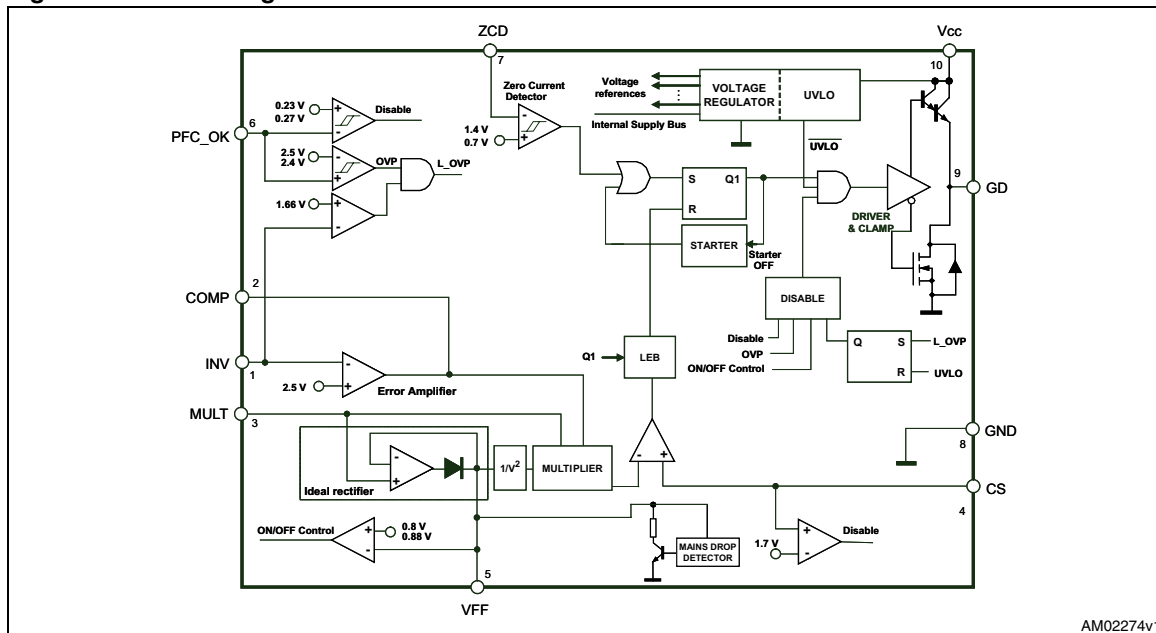 ZCD
Vcc
7
10
Zero Current
Detector
Voltage
references
VOLTAGE
REGULATOR
UVLO
Internal Supply Bus
0.23 V
0.27 V
+
-
Disable
PFC_OK
6
-
+
1.4 V
0.7 V
UVLO
2.5 V
2.4 V
-
+
OVP
L_OVP
S
Q1
R
9
GD
1.66 V
+
-
DRIVER
& CLAMP
STARTER
Starter
OFF
COMP
2
DISABLE
Disable
OVP
ON/OFF Control
Q
S
R
L_OVP
UVLO
Q1
LEB
INV
1
-
+
2.5 V
Error Amplifier
MULT
3
GND
8
-
+
Ideal rectifier
1/V2
MULTIPLIER
-
+
CS
4
ON/OFF Control
+
-
0.8 V
0.88 V
MAINS DROP
DETECTOR
+
-
1.7 V
Disable
5
VFF
AM02274v1